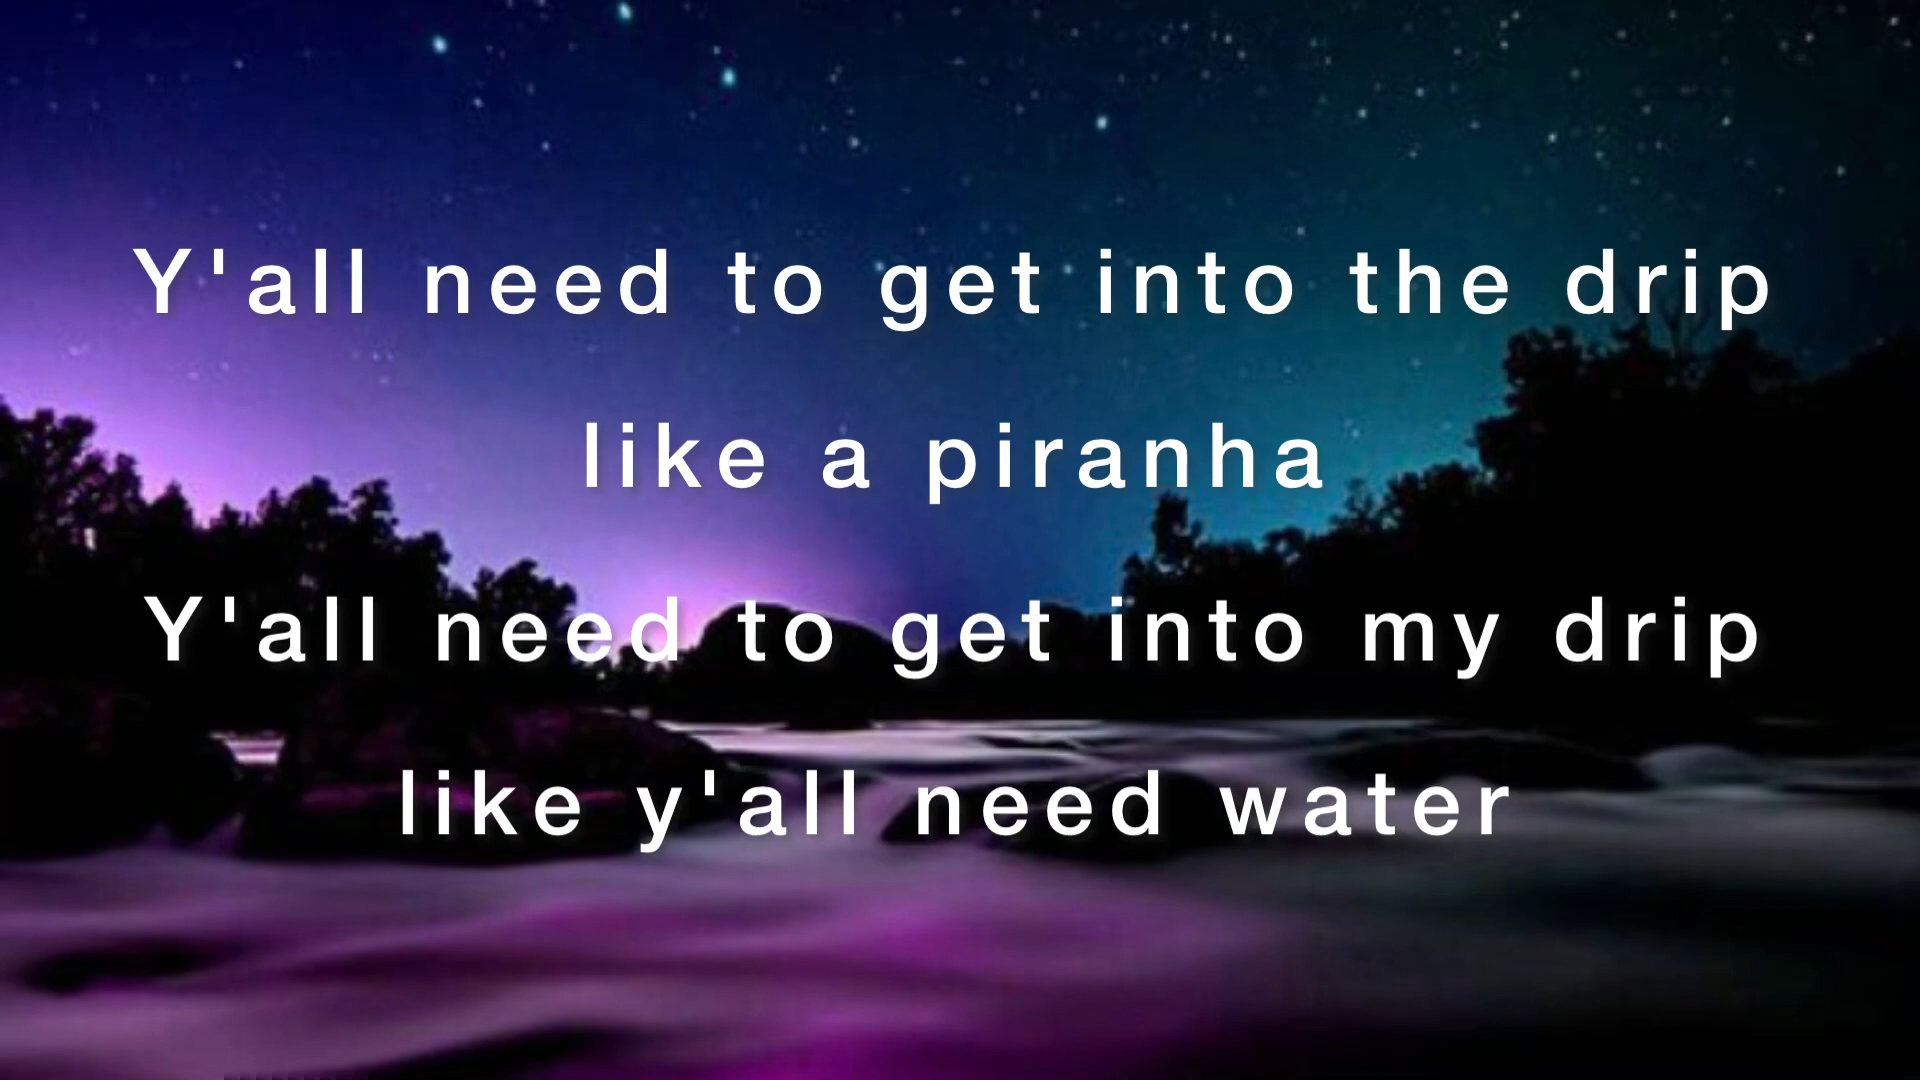 Y'all need to get into the drip
like a piranha
Y'all need to get into my drip
like y'all need water